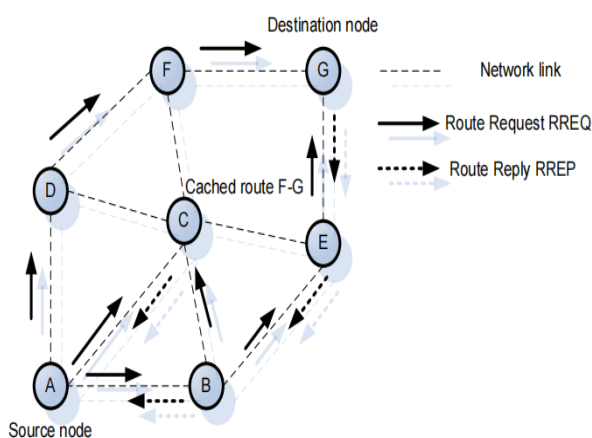 Destination node
F
G
Network link
Route Request RREQ
Route Reply RREP
D
Cached route F-G
C
E
A
B
Source node